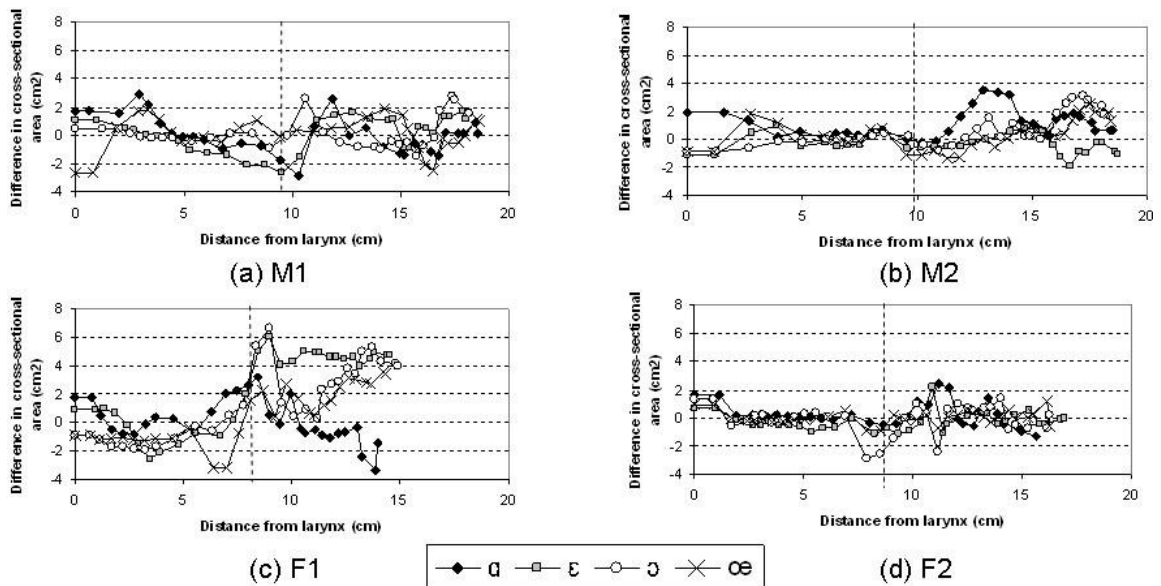 Difference in cross-sectional
area (cm2)
8
6
4
2
0
-2
-4
0
5
10
15
20
Distance from larynx (cm)
(a) M1
Difference in cross-sectional
area (cm2)
8
6
4
2
0
-2
-4
0
5
10
15
20
Distance from larynx (cm)
(b) M2
Difference in cross-sectional
area (cm2)
8
6
4
2
0
-2
-4
0
5
10
15
20
Distance from larynx (cm)
(c) F1
Difference in cross-sectional
area (cm2)
8
6
4
2
0
-2
-4
0
5
10
15
20
Distance from larynx (cm)
(d) F2
ɑ ɛ ɔ œ